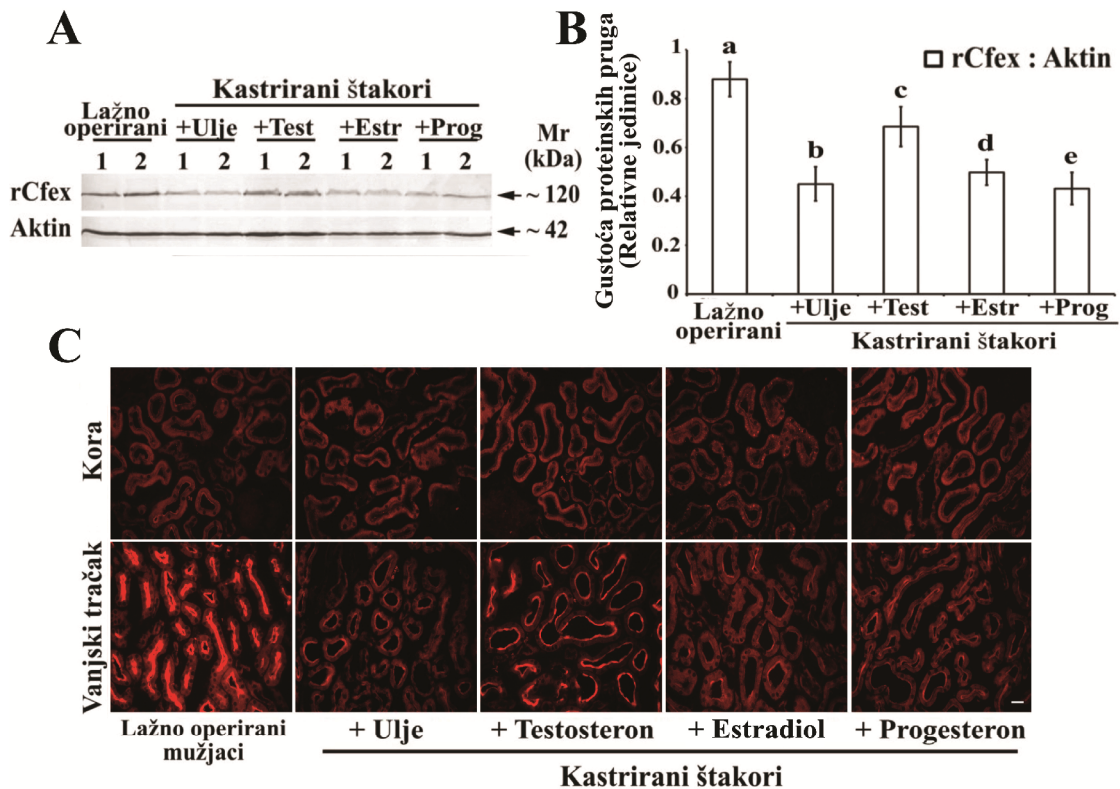 A
Kastrirani štakori
Lažno
operirani
+Ulje +Test +Estr +Prog
Mr
(kDa)
1 2 1 2 1 2 1 2 1 2
rCfex
~ 120
Aktin
~ 42
B
Gustoća proteinskih pruga
(Relativne jedinice)
1
0.8
0.6
0.4
0.2
0
rCfex : Aktin
a
b
c
d
e
Lažno
operirani
+Ulje +Test +Estr +Prog
Kastrirani štakori
C
Kora
Vanjski tračak
Lažno operirani
mužjaci
+ Ulje
+ Testosteron
+ Estradiol
+ Progesteron
Kastrirani štakori